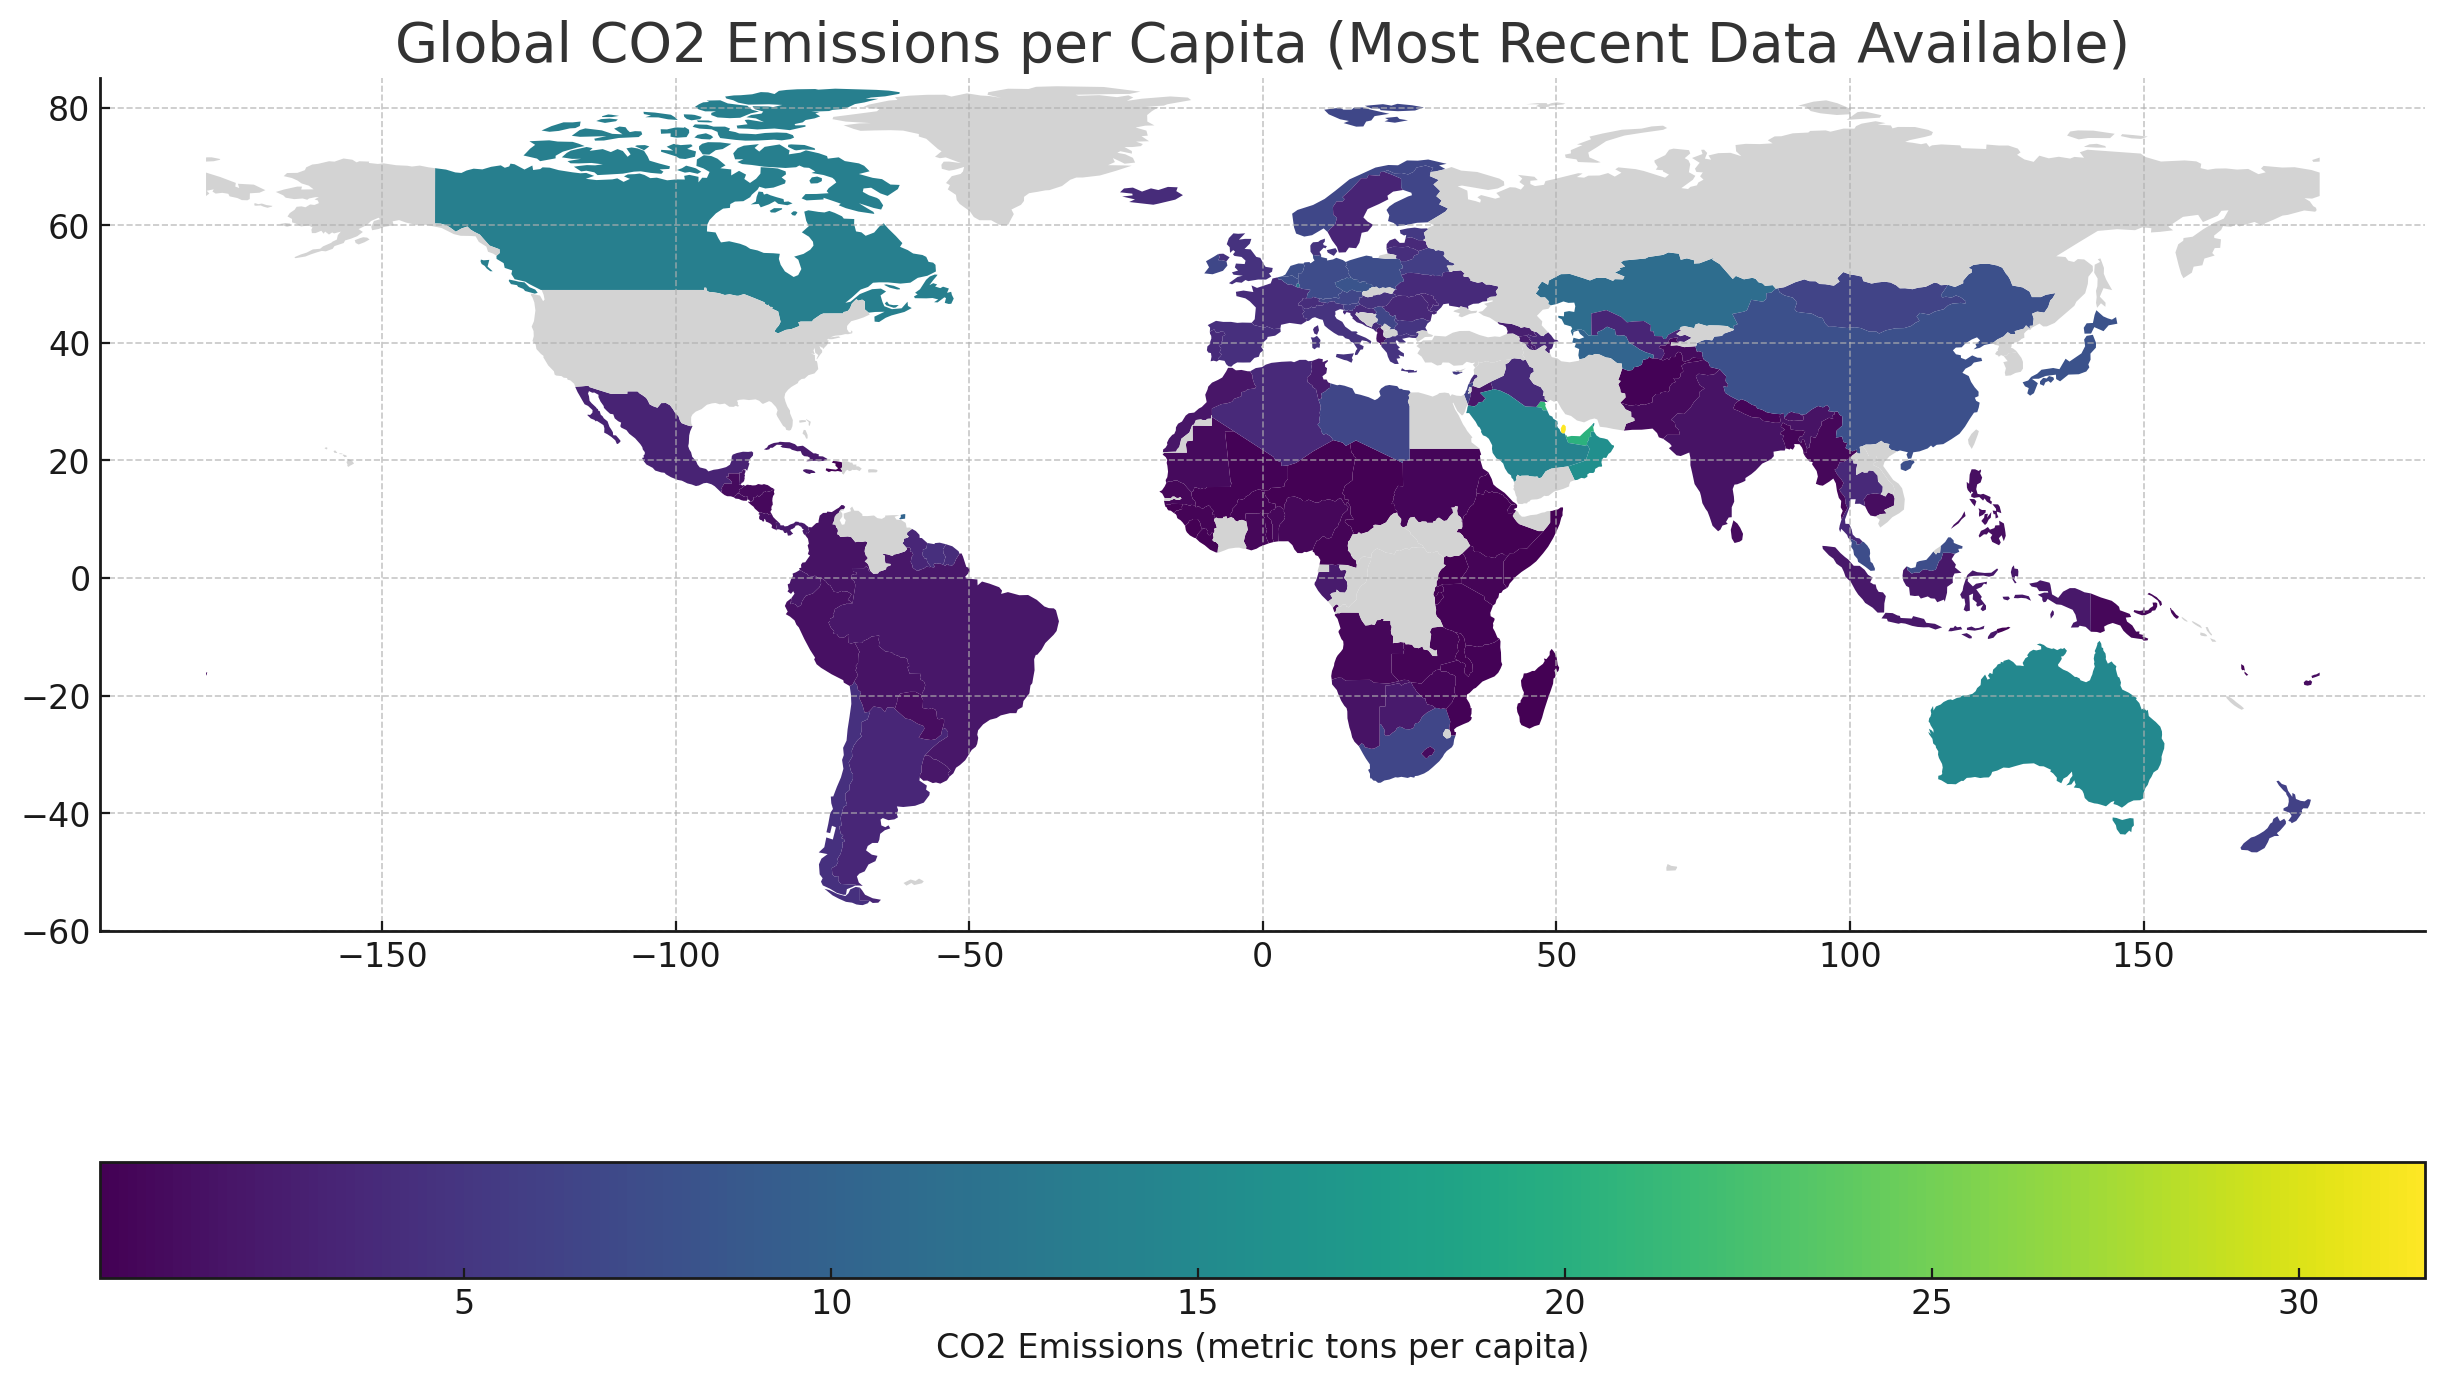 Global CO2 Emissions per Capita (Most Recent Data Available)
80
60
40
20
0
−20
−40
−60
−150 −100 −50 0 50 100 150
5 10 15 20 25 30
CO2 Emissions (metric tons per capita)